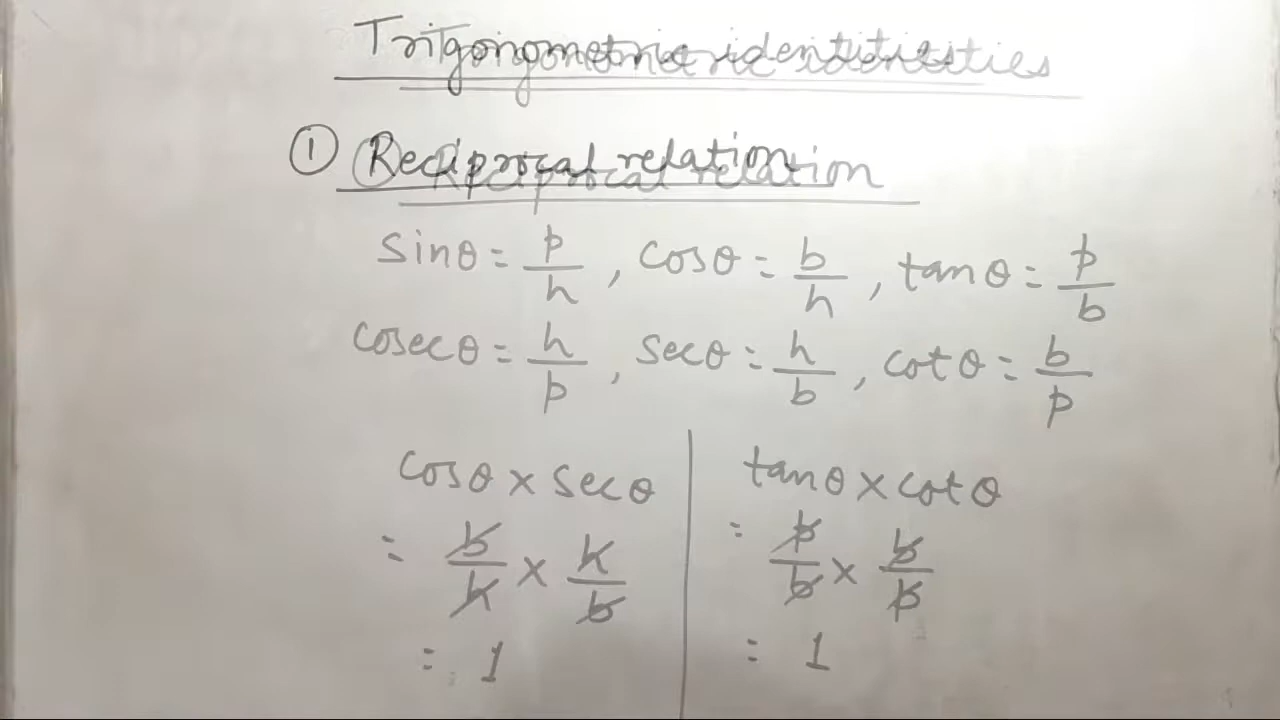 Trigonometric identities
① Reciprocal relation
sinθ = p/h , cosθ = b/h , tanθ = p/b
cosecθ = h/p , secθ = h/b , cotθ = b/p
cosθ × secθ
= b/h × h/b
= 1
tanθ × cotθ
= p/b × b/p
= 1